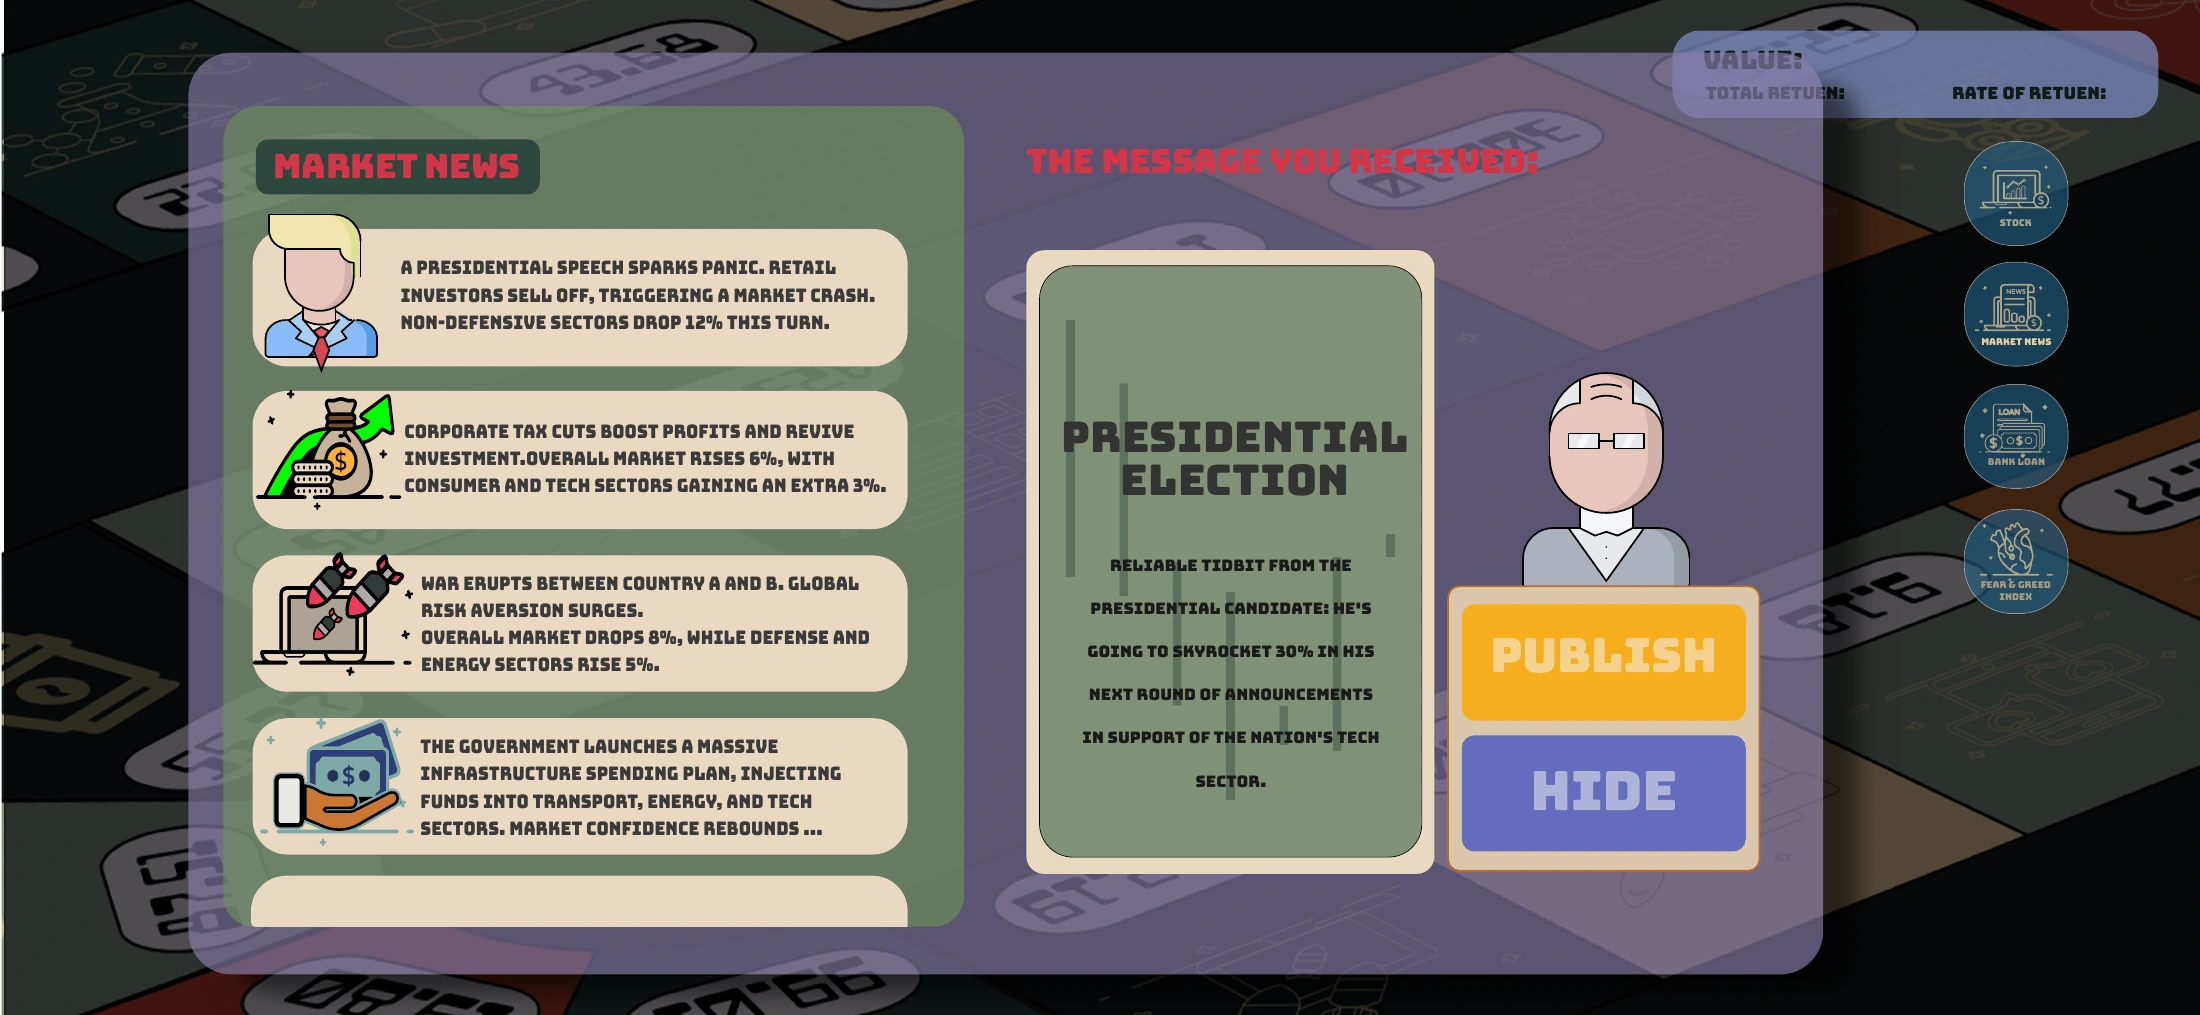 VALUE:
TOTAL RETUEN:
RATE OF RETUEN:
43.68
MARKET NEWS
A PRESIDENTIAL SPEECH SPARKS PANIC. RETAIL
INVESTORS SELL OFF, TRIGGERING A MARKET CRASH.
NON-DEFENSIVE SECTORS DROP 12% THIS TURN.
CORPORATE TAX CUTS BOOST PROFITS AND REVIVE
INVESTMENT.OVERALL MARKET RISES 6%, WITH
CONSUMER AND TECH SECTORS GAINING AN EXTRA 3%.
WAR ERUPTS BETWEEN COUNTRY A AND B. GLOBAL
RISK AVERSION SURGES.
OVERALL MARKET DROPS 8%, WHILE DEFENSE AND
ENERGY SECTORS RISE 5%.
THE GOVERNMENT LAUNCHES A MASSIVE
INFRASTRUCTURE SPENDING PLAN, INJECTING
FUNDS INTO TRANSPORT, ENERGY, AND TECH
SECTORS. MARKET CONFIDENCE REBOUNDS ...
THE MESSAGE YOU RECEIVED:
PRESIDENTIAL
ELECTION
RELIABLE TIDBIT FROM THE
PRESIDENTIAL CANDIDATE: HE'S
GOING TO SKYROCKET 30% IN HIS
NEXT ROUND OF ANNOUNCEMENTS
IN SUPPORT OF THE NATION'S TECH
SECTOR.
PUBLISH
HIDE
STOCK
NEWS
MARKET NEWS
LOAN
BANK LOAN
FEAR & GREED
INDEX